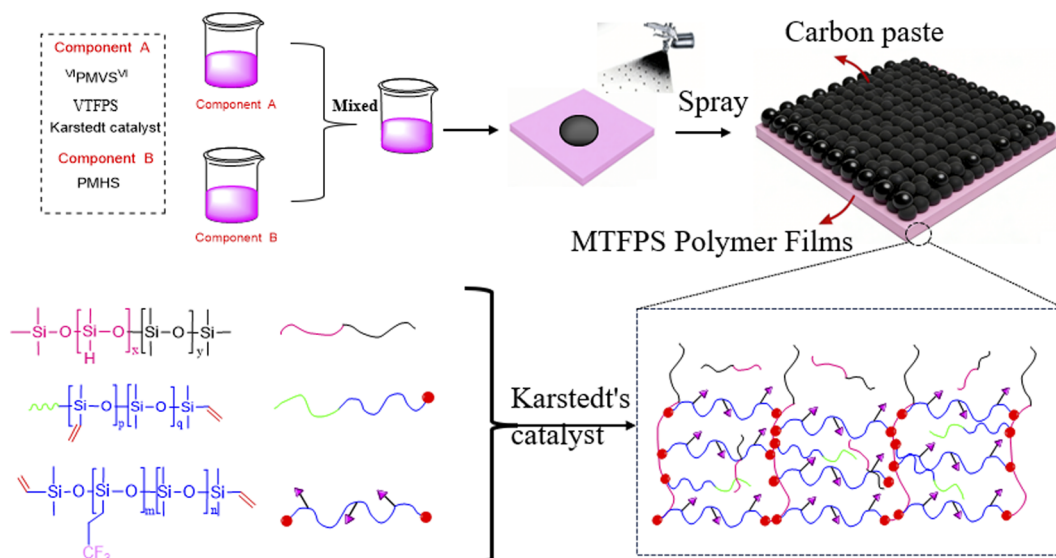 Component A
VIPMVSVI
VTFPS
Karstedt catalyst
Component B
PMHS
Component A
Component B
Mixed
Spray
Carbon paste
MTFPS Polymer Films
Si O Si O Si O Si
H
x
y
Si O Si O Si
p
q
Si O Si O Si O Si
m
n
CF3
Karstedt's
catalyst